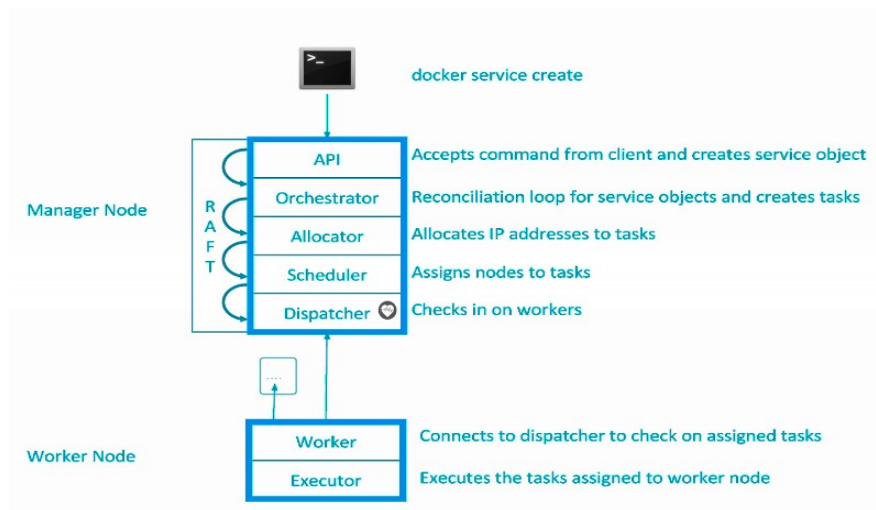 >_
docker service create
API
Accepts command from client and creates service object
Manager Node
RAFT
Orchestrator
Reconciliation loop for service objects and creates tasks
Allocator
Allocates IP addresses to tasks
Scheduler
Assigns nodes to tasks
Dispatcher
Checks in on workers
....
Worker Node
Worker
Connects to dispatcher to check on assigned tasks
Executor
Executes the tasks assigned to worker node